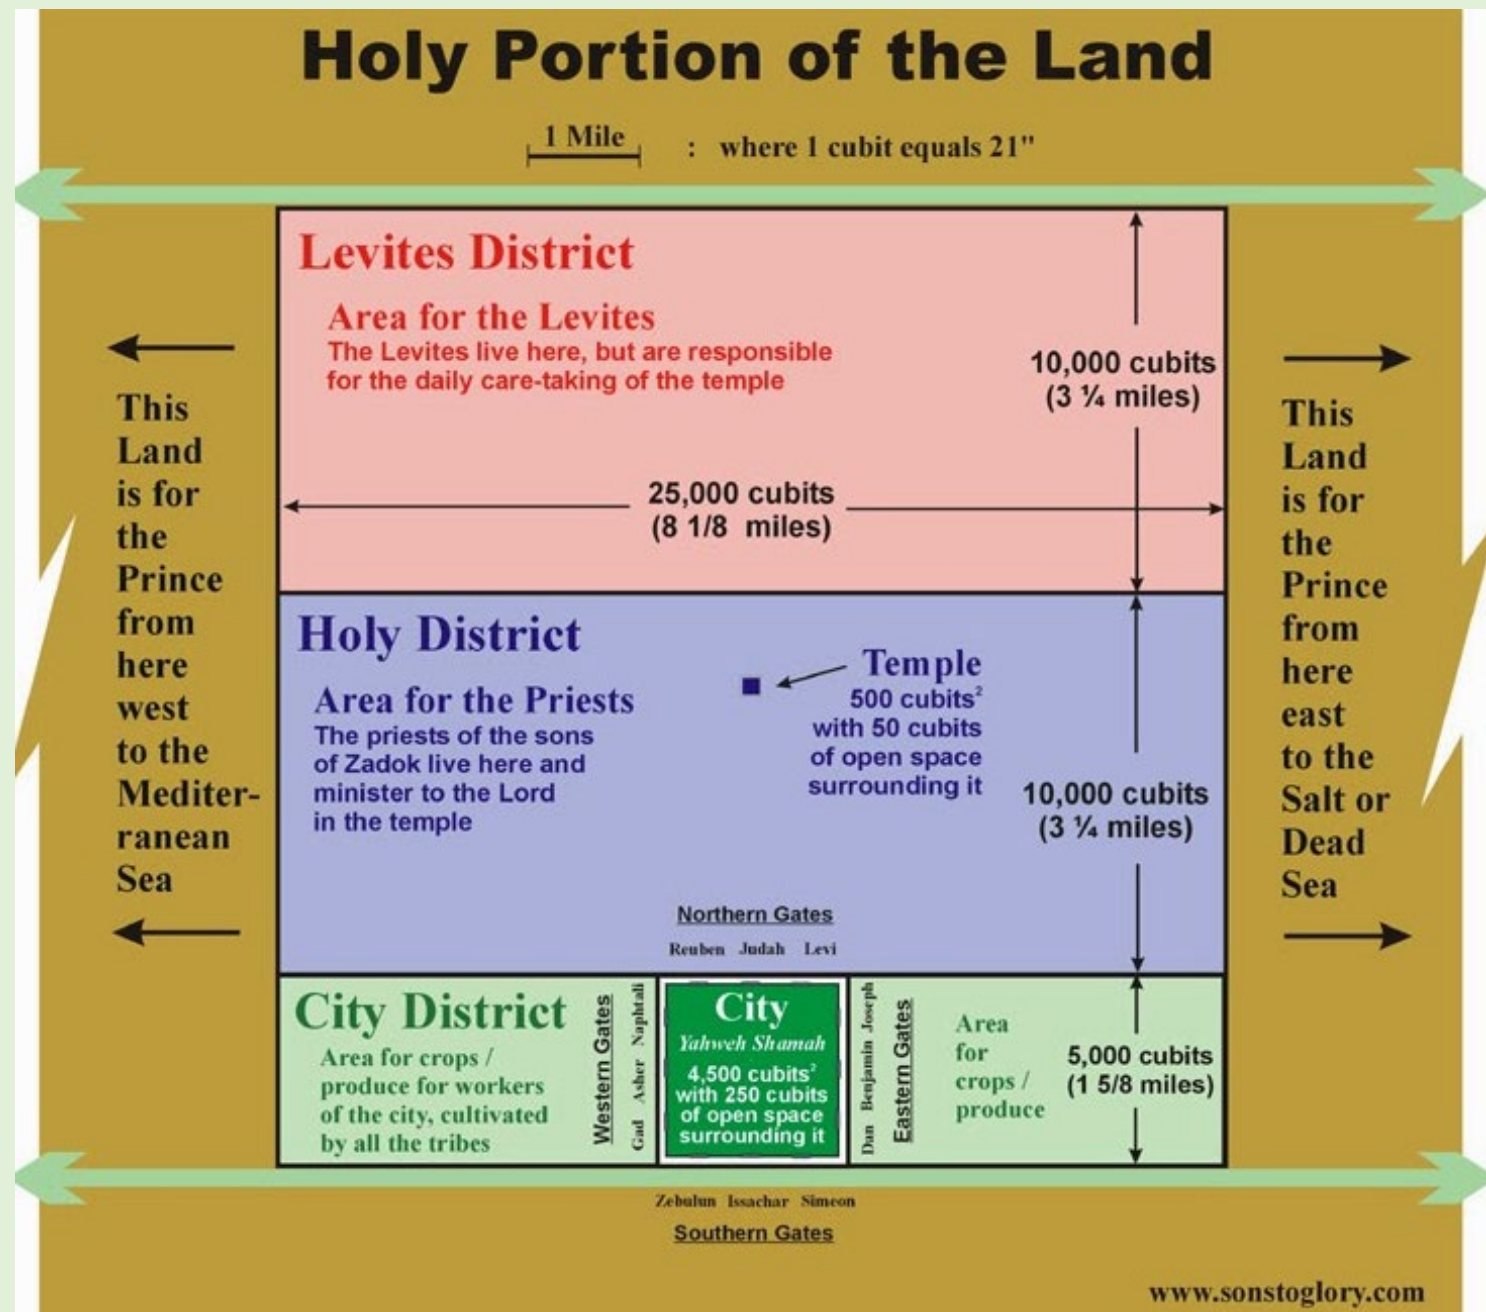 Holy Portion of the Land
1 Mile : where 1 cubit equals 21"
Levites District
Area for the Levites
The Levites live here, but are responsible
for the daily care-taking of the temple
10,000 cubits
(3 ¼ miles)
25,000 cubits
(8 1/8 miles)
This
Land
is for
the
Prince
from
here
west
to the
Mediter-
ranean
Sea
This
Land
is for
the
Prince
from
here
east
to the
Salt or
Dead
Sea
Holy District
Area for the Priests
The priests of the sons
of Zadok live here and
minister to the Lord
in the temple
Temple
500 cubits²
with 50 cubits
of open space
surrounding it
10,000 cubits
(3 ¼ miles)
Northern Gates
Reuben Judah Levi
City District
Area for crops /
produce for workers
of the city, cultivated
by all the tribes
Western Gates
Gad Asher Naphtali
City
Yahweh Shamah
4,500 cubits²
with 250 cubits
of open space
surrounding it
Dan Benjamin Joseph
Eastern Gates
Area
for
crops /
produce
5,000 cubits
(1 5/8 miles)
Zebulun Issachar Simeon
Southern Gates
www.sonstoglory.com